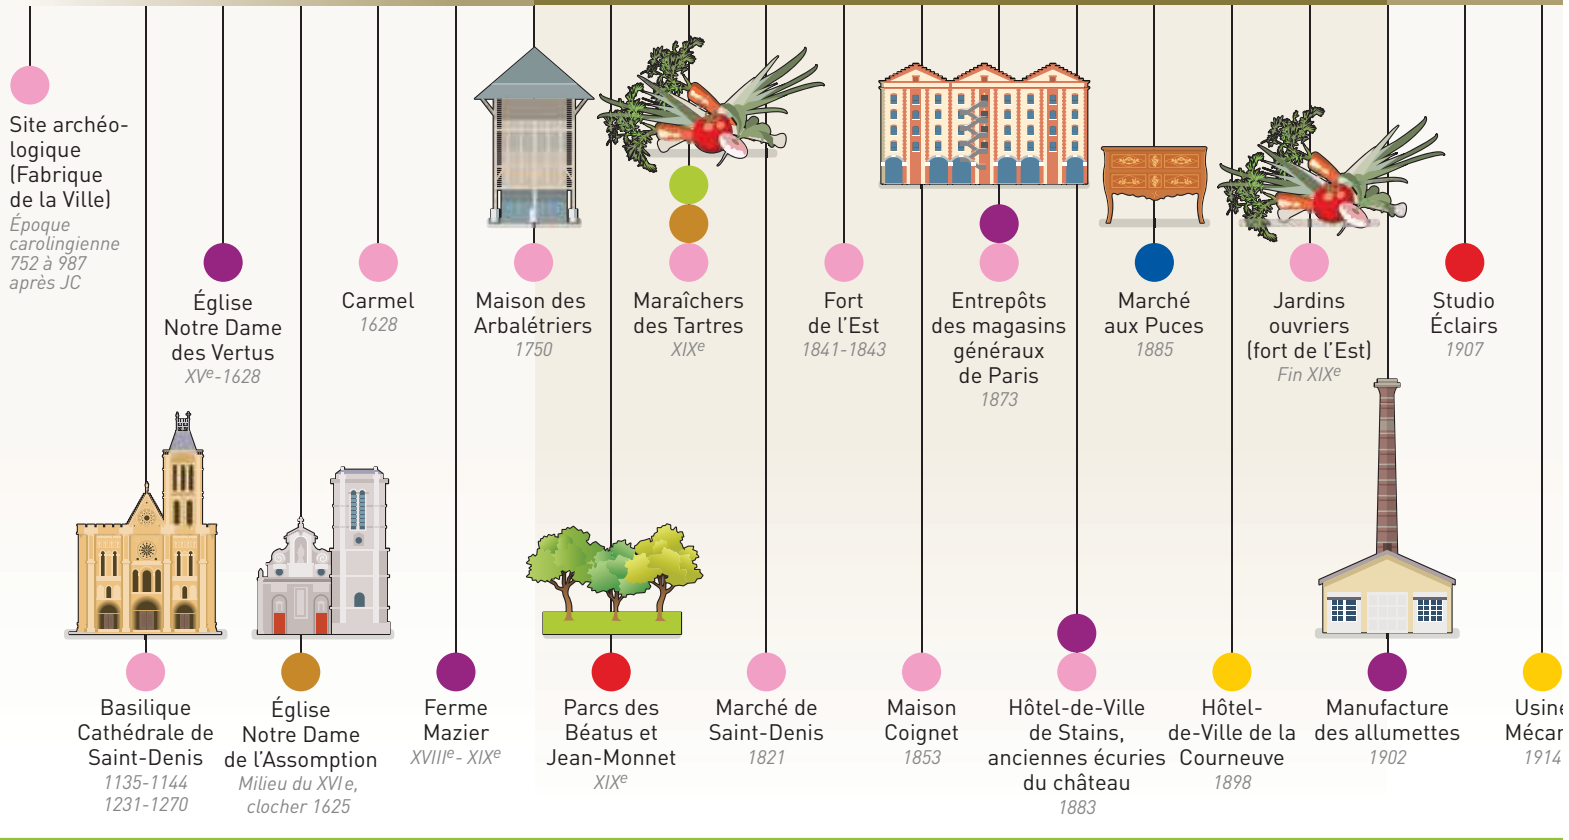 Site archéo-
logique
(Fabrique
de la Ville)
Époque
carolingienne
752 à 987
après JC
Église
Notre Dame
des Vertus
XVe-1628
Carmel
1628
Maison des
Arbalétriers
1750
Maraîchers
des Tartres
XIXe
Fort
de l'Est
1841-1843
Entrepôts
des magasins
généraux
de Paris
1873
Marché
aux Puces
1885
Jardins
ouvriers
(fort de l'Est)
Fin XIXe
Studio
Éclairs
1907
Basilique
Cathédrale de
Saint-Denis
1135-1144
1231-1270
Église
Notre Dame
de l'Assomption
Milieu du XVIe,
clocher 1625
Ferme
Mazier
XVIIIe- XIXe
Parcs des
Béatus et
Jean-Monnet
XIXe
Marché de
Saint-Denis
1821
Maison
Coignet
1853
Hôtel-de-Ville
de Stains,
anciennes écuries
du château
1883
Hôtel-
de-Ville de la
Courneuve
1898
Manufacture
des allumettes
1902
Usine
Mécan
1914